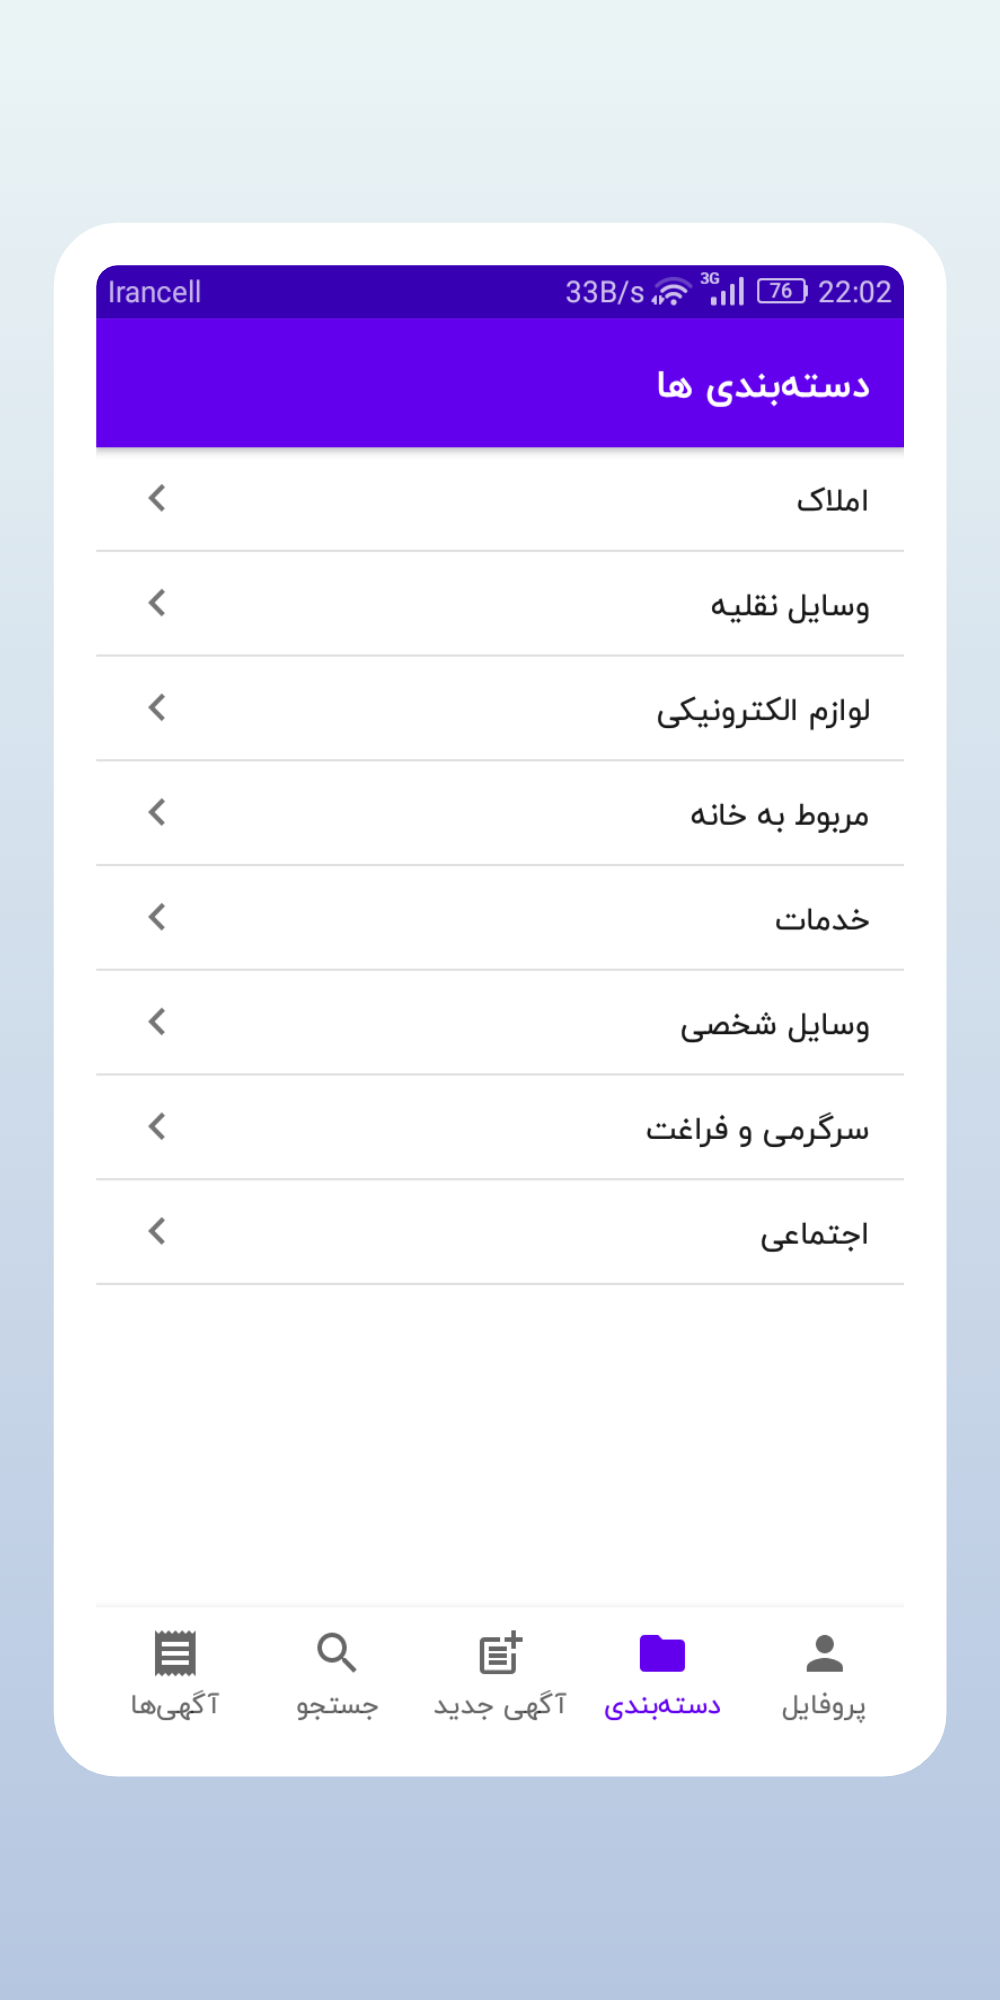 Irancell 33B/s 3G 76 22:02
دسته‌بندی ها
املاک
وسایل نقلیه
لوازم الکترونیکی
مربوط به خانه
خدمات
وسایل شخصی
سرگرمی و فراغت
اجتماعی
پروفایل دسته‌بندی آگهی جدید جستجو آگهی‌ها